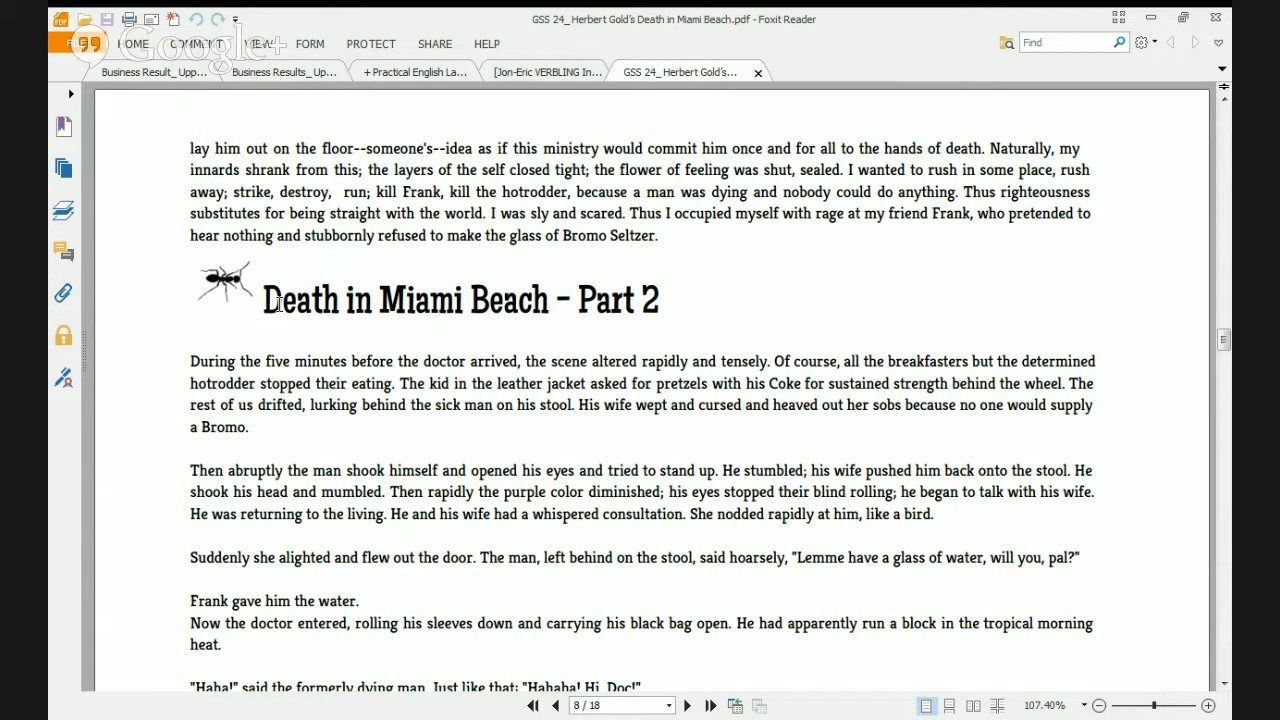 GSS 24_ Herbert Gold's Death in Miami Beach.pdf - Foxit Reader
PDF
Google+
HOME COMMENT VIEW FORM PROTECT SHARE HELP
Find
Business Result_ Upp... Business Results_ Up... + Practical English La... [Jon-Eric VERBLING In... GSS 24_ Herbert Gold's...
lay him out on the floor--someone's--idea as if this ministry would commit him once and for all to the hands of death. Naturally, my
innards shrank from this; the layers of the self closed tight; the flower of feeling was shut, sealed. I wanted to rush in some place, rush
away; strike, destroy, run; kill Frank, kill the hotrodder, because a man was dying and nobody could do anything. Thus righteousness
substitutes for being straight with the world. I was sly and scared. Thus I occupied myself with rage at my friend Frank, who pretended to
hear nothing and stubbornly refused to make the glass of Bromo Seltzer.
Death in Miami Beach – Part 2
During the five minutes before the doctor arrived, the scene altered rapidly and tensely. Of course, all the breakfasters but the determined
hotrodder stopped their eating. The kid in the leather jacket asked for pretzels with his Coke for sustained strength behind the wheel. The
rest of us drifted, lurking behind the sick man on his stool. His wife wept and cursed and heaved out her sobs because no one would supply
a Bromo.
Then abruptly the man shook himself and opened his eyes and tried to stand up. He stumbled; his wife pushed him back onto the stool. He
shook his head and mumbled. Then rapidly the purple color diminished; his eyes stopped their blind rolling; he began to talk with his wife.
He was returning to the living. He and his wife had a whispered consultation. She nodded rapidly at him, like a bird.
Suddenly she alighted and flew out the door. The man, left behind on the stool, said hoarsely, "Lemme have a glass of water, will you, pal?"
Frank gave him the water.
Now the doctor entered, rolling his sleeves down and carrying his black bag open. He had apparently run a block in the tropical morning
heat.
"Haha!" said the formerly dying man. Just like that: "Hahaha! Hi, Doc!"
8 / 18
107.40%